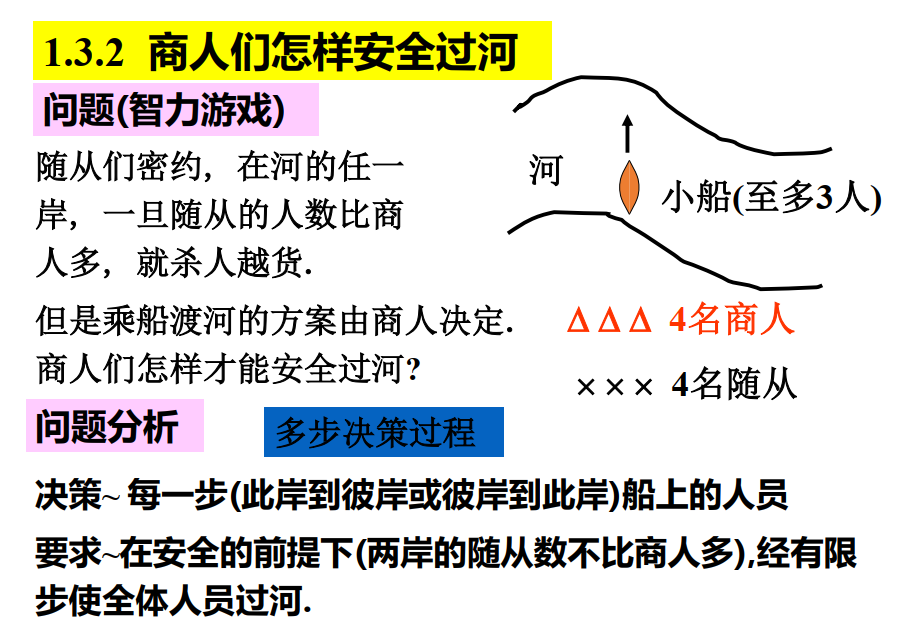 1.3.2 商人们怎样安全过河
问题(智力游戏)
随从们密约, 在河的任一
岸, 一旦随从的人数比商
人多, 就杀人越货.
但是乘船渡河的方案由商人决定.
商人们怎样才能安全过河?
河
小船(至多3人)
Δ Δ Δ 4名商人
× × × 4名随从
问题分析
多步决策过程
决策~ 每一步(此岸到彼岸或彼岸到此岸)船上的人员
要求~在安全的前提下(两岸的随从数不比商人多),经有限
步使全体人员过河.